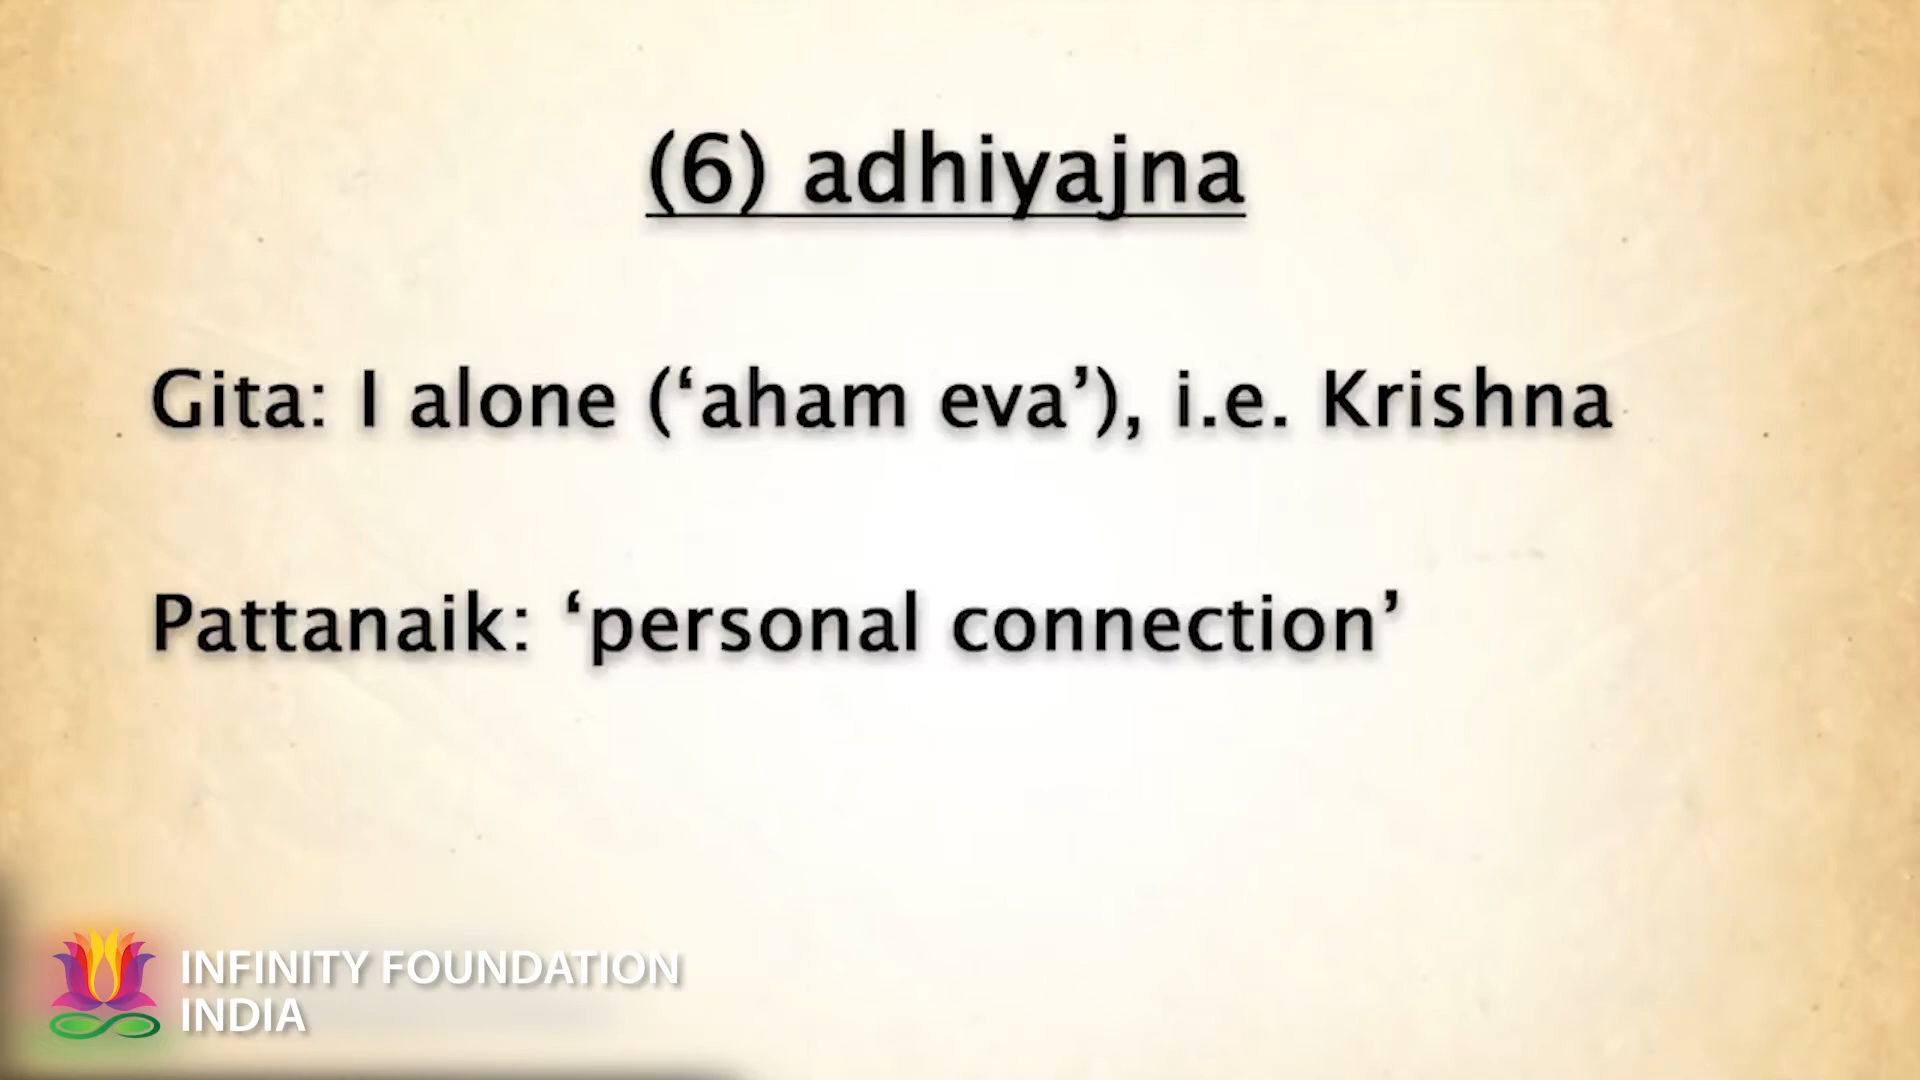 (6) adhiyajna
Gita: I alone (‘aham eva’), i.e. Krishna
Pattanaik: ‘personal connection’
INFINITY FOUNDATION
INDIA